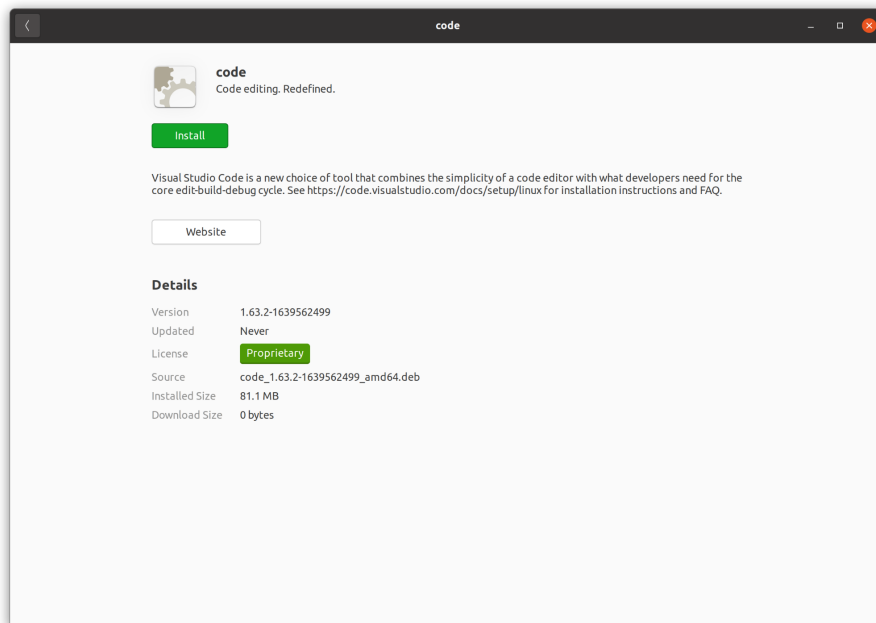 code
code
Code editing. Redefined.
Install
Visual Studio Code is a new choice of tool that combines the simplicity of a code editor with what developers need for the
core edit-build-debug cycle. See https://code.visualstudio.com/docs/setup/linux for installation instructions and FAQ.
Website
Details
Version 1.63.2-1639562499
Updated Never
License Proprietary
Source code_1.63.2-1639562499_amd64.deb
Installed Size 81.1 MB
Download Size 0 bytes